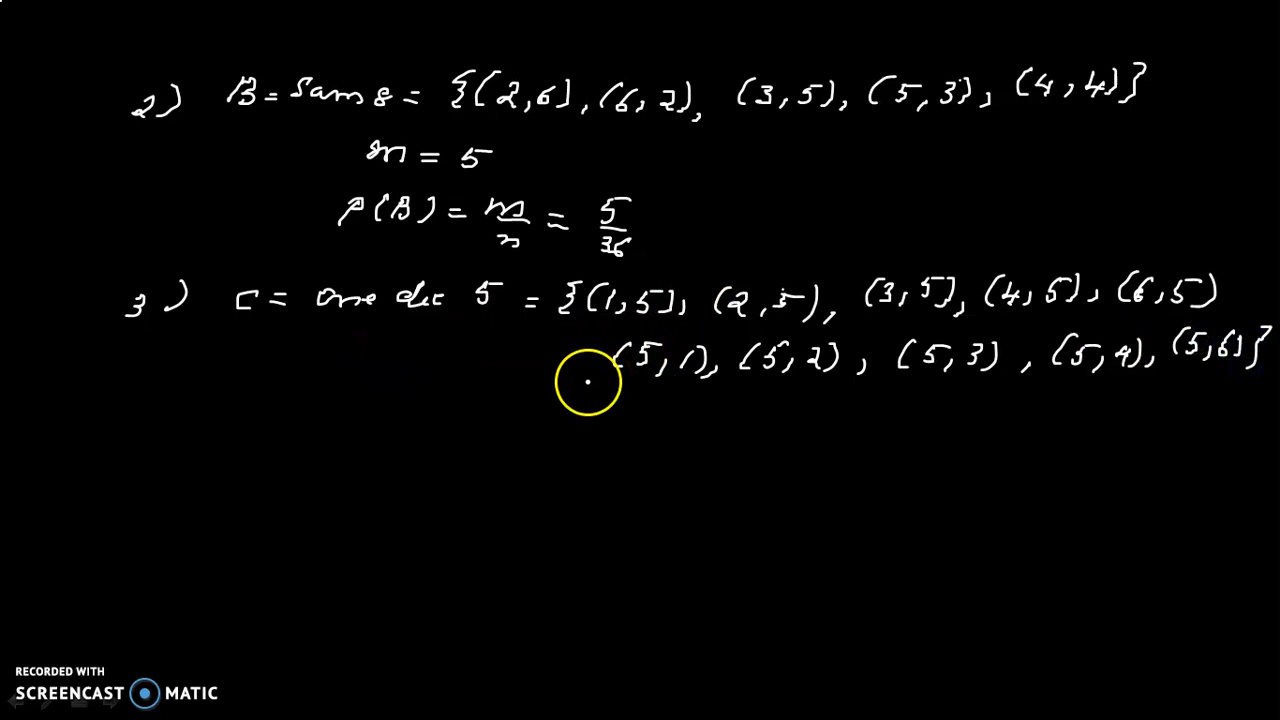 2) B = Sum 8 = {(2,6), (6,2), (3,5), (5,3), (4,4)}
m = 5
P(B) = m/n = 5/36
3) C = one die 5 = {(1,5), (2,5), (3,5), (4,5), (6,5)
(5,1), (5,2), (5,3), (5,4), (5,6)}
RECORDED WITH
SCREENCAST MATIC